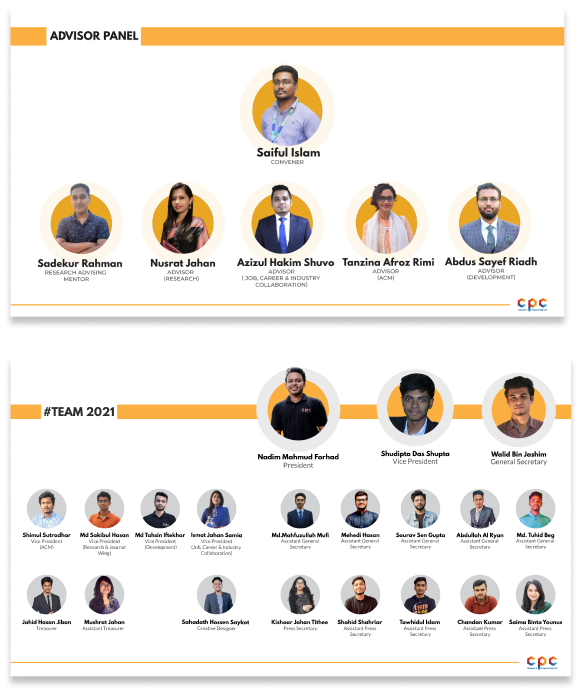 ADVISOR PANEL
Saiful Islam
CONVENER
Sadekur Rahman
RESEARCH ADVISING
MENTOR
Nusrat Jahan
ADVISOR
(RESEARCH)
Azizul Hakim Shuvo
ADVISOR
( JOB, CAREER & INDUSTRY
COLLABORATION)
Tanzina Afroz Rimi
ADVISOR
(ACM)
Abdus Sayef Riadh
ADVISOR
(DEVELOPMENT)
cpc
#TEAM 2021
Nadim Mahmud Forhad
President
Shudipta Das Shupta
Vice President
Walid Bin Jashim
General Secretary
Shimul Sutradhar
Vice President
(ACM)
Md Sakibul Hasan
Vice President
(Research & Journal
Wing)
Md Tahsin Iftekhar
Vice President
(Development)
Ismot Jahan Samia
Vice President
(Job, Career & Industry
Collaboration)
Md.Mahfuzullah Mufi
Assistant General
Secretary
Mehedi Hasan
Assistant General
Secretary
Sourav Sen Gupta
Assistant General
Secretary
Abdullah Al Ryan
Assistant General
Secretary
Md. Tuhid Beg
Assistant General
Secretary
Jahid Hasan Jiban
Treasurer
Mushrat Jahan
Assistant Treasurer
Sahadath Hossen Saykot
Creative Designer
Kishoar Jahan Tithee
Press Secretary
Shahid Shahriar
Assistant Press
Secretary
Towhidul Islam
Assistant Press
Secretary
Chandan Kumar
Assistant Press
Secretary
Saima Binta Younus
Assistant Press
Secretary
cpc